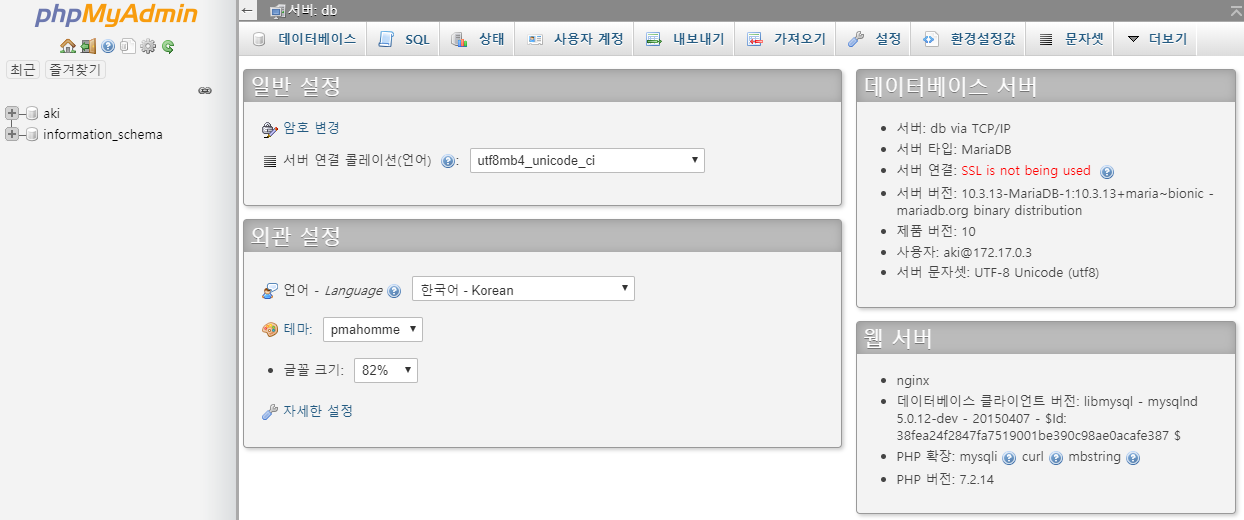 phpMyAdmin
최근 즐겨찾기
aki
information_schema
← 서버: db
데이터베이스 SQL 상태 사용자 계정 내보내기 가져오기 설정 환경설정값 문자셋 더보기
일반 설정
암호 변경
서버 연결 콜레이션(언어) : utf8mb4_unicode_ci
외관 설정
언어 - Language 한국어 - Korean
테마: pmahomme
글꼴 크기: 82%
자세한 설정
데이터베이스 서버
서버: db via TCP/IP
서버 타입: MariaDB
서버 연결: SSL is not being used
서버 버전: 10.3.13-MariaDB-1:10.3.13+maria~bionic -
mariadb.org binary distribution
제품 버전: 10
사용자: aki@172.17.0.3
서버 문자셋: UTF-8 Unicode (utf8)
웹 서버
nginx
데이터베이스 클라이언트 버전: libmysql - mysqlnd
5.0.12-dev - 20150407 - $Id:
38fea24f2847fa7519001be390c98ae0acafe387 $
PHP 확장: mysqli curl mbstring
PHP 버전: 7.2.14